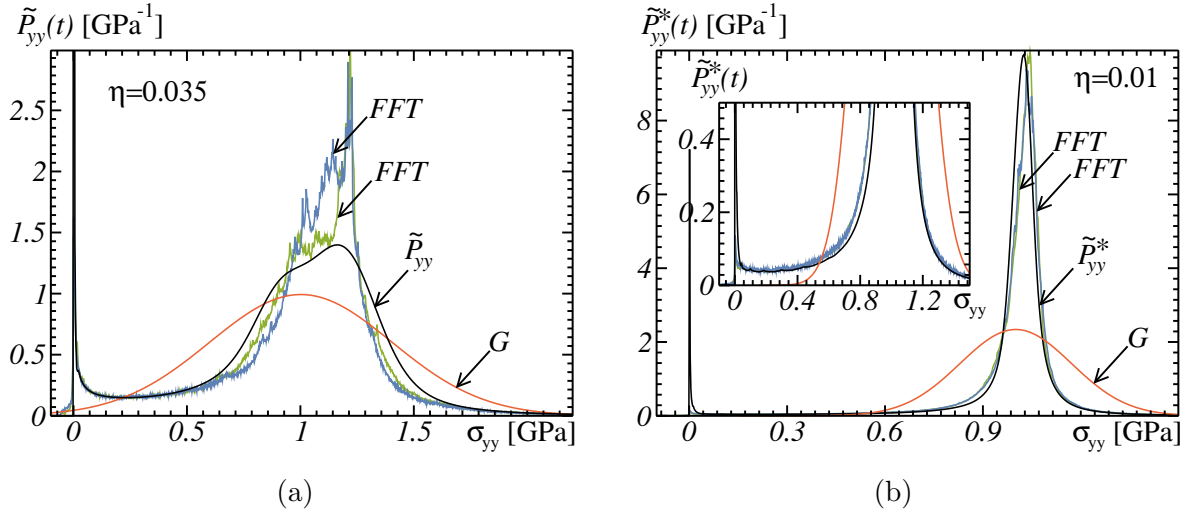 P̃yy(t) [GPa⁻¹]
η=0.035
2.5
2
1.5
1
0.5
0
FFT
FFT
P̃yy
G
0 0.5 1 1.5 σyy [GPa]
(a)
P̃*yy(t) [GPa⁻¹]
η=0.01
8
6
4
2
0
P̃*yy(t)
0.4
0.2
0
0 0.4 0.8 1.2 σyy
FFT
FFT
P̃*yy
G
0 0.3 0.6 0.9 σyy [GPa]
(b)